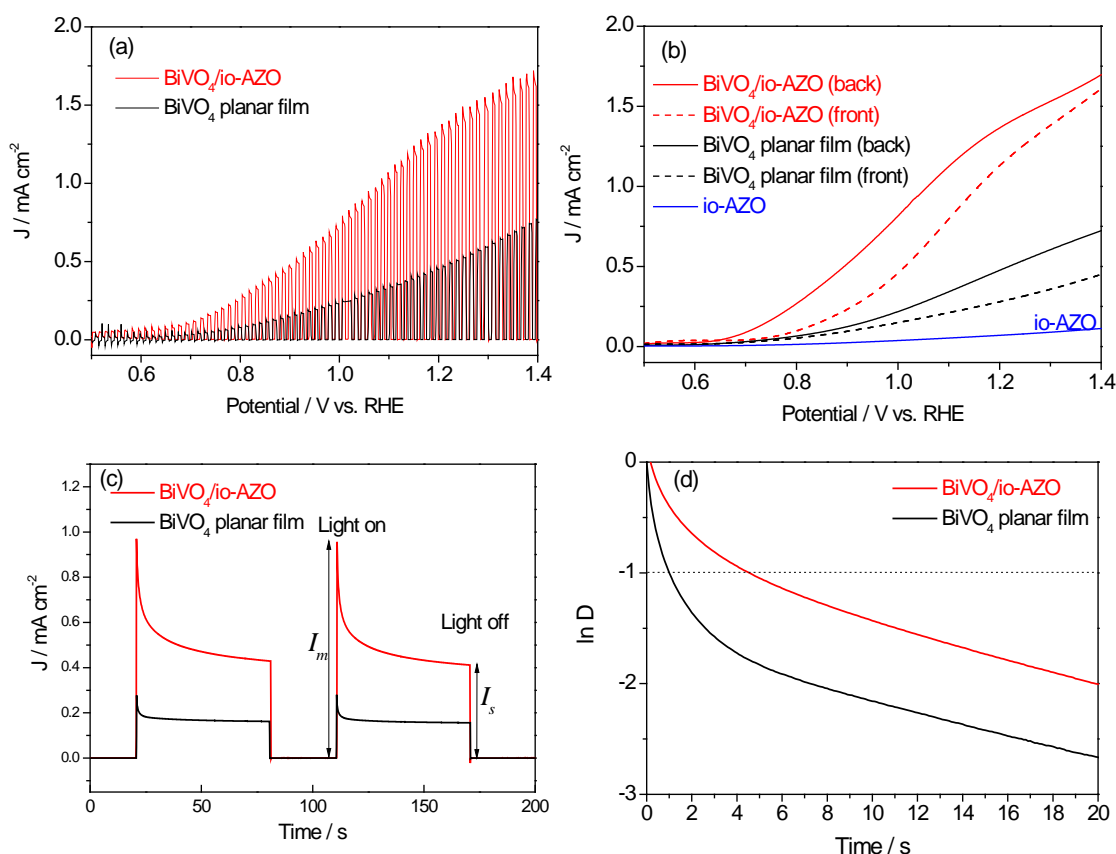 (a)
BiVO4/io-AZO
BiVO4 planar film
2.0
1.5
1.0
0.5
0.0
J / mA cm-2
0.6 0.8 1.0 1.2 1.4
Potential / V vs. RHE
(b)
BiVO4/io-AZO (back)
BiVO4/io-AZO (front)
BiVO4 planar film (back)
BiVO4 planar film (front)
io-AZO
io-AZO
2.0
1.5
1.0
0.5
0.0
J / mA cm-2
0.6 0.8 1.0 1.2 1.4
Potential / V vs. RHE
(c)
BiVO4/io-AZO
BiVO4 planar film
Light on
Light off
Im
Is
1.2
1.0
0.8
0.6
0.4
0.2
0.0
J / mA cm-2
0 50 100 150 200
Time / s
(d)
BiVO4/io-AZO
BiVO4 planar film
0
-1
-2
-3
ln D
0 2 4 6 8 10 12 14 16 18 20
Time / s